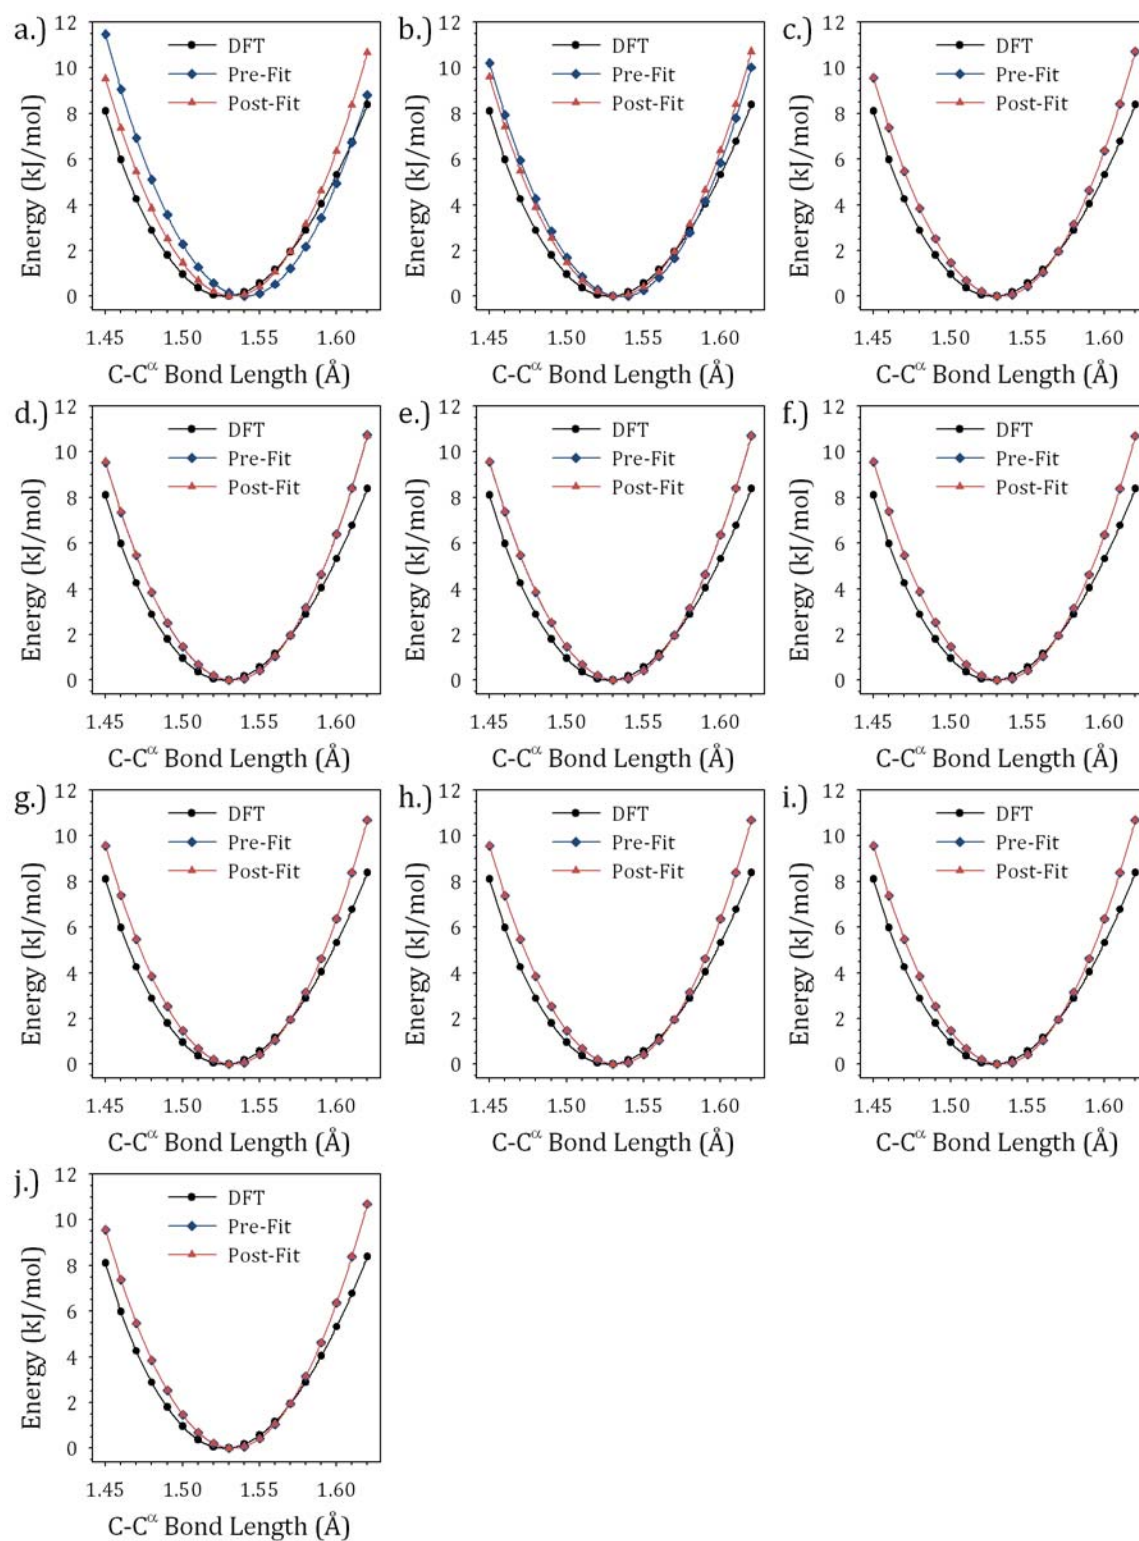 a.)
Energy (kJ/mol)
12
10
8
6
4
2
0
DFT
Pre-Fit
Post-Fit
1.45 1.50 1.55 1.60
C-Cα Bond Length (Å)
b.)
Energy (kJ/mol)
12
10
8
6
4
2
0
DFT
Pre-Fit
Post-Fit
1.45 1.50 1.55 1.60
C-Cα Bond Length (Å)
c.)
Energy (kJ/mol)
12
10
8
6
4
2
0
DFT
Pre-Fit
Post-Fit
1.45 1.50 1.55 1.60
C-Cα Bond Length (Å)
d.)
Energy (kJ/mol)
12
10
8
6
4
2
0
DFT
Pre-Fit
Post-Fit
1.45 1.50 1.55 1.60
C-Cα Bond Length (Å)
e.)
Energy (kJ/mol)
12
10
8
6
4
2
0
DFT
Pre-Fit
Post-Fit
1.45 1.50 1.55 1.60
C-Cα Bond Length (Å)
f.)
Energy (kJ/mol)
12
10
8
6
4
2
0
DFT
Pre-Fit
Post-Fit
1.45 1.50 1.55 1.60
C-Cα Bond Length (Å)
g.)
Energy (kJ/mol)
12
10
8
6
4
2
0
DFT
Pre-Fit
Post-Fit
1.45 1.50 1.55 1.60
C-Cα Bond Length (Å)
h.)
Energy (kJ/mol)
12
10
8
6
4
2
0
DFT
Pre-Fit
Post-Fit
1.45 1.50 1.55 1.60
C-Cα Bond Length (Å)
i.)
Energy (kJ/mol)
12
10
8
6
4
2
0
DFT
Pre-Fit
Post-Fit
1.45 1.50 1.55 1.60
C-Cα Bond Length (Å)
j.)
Energy (kJ/mol)
12
10
8
6
4
2
0
DFT
Pre-Fit
Post-Fit
1.45 1.50 1.55 1.60
C-Cα Bond Length (Å)